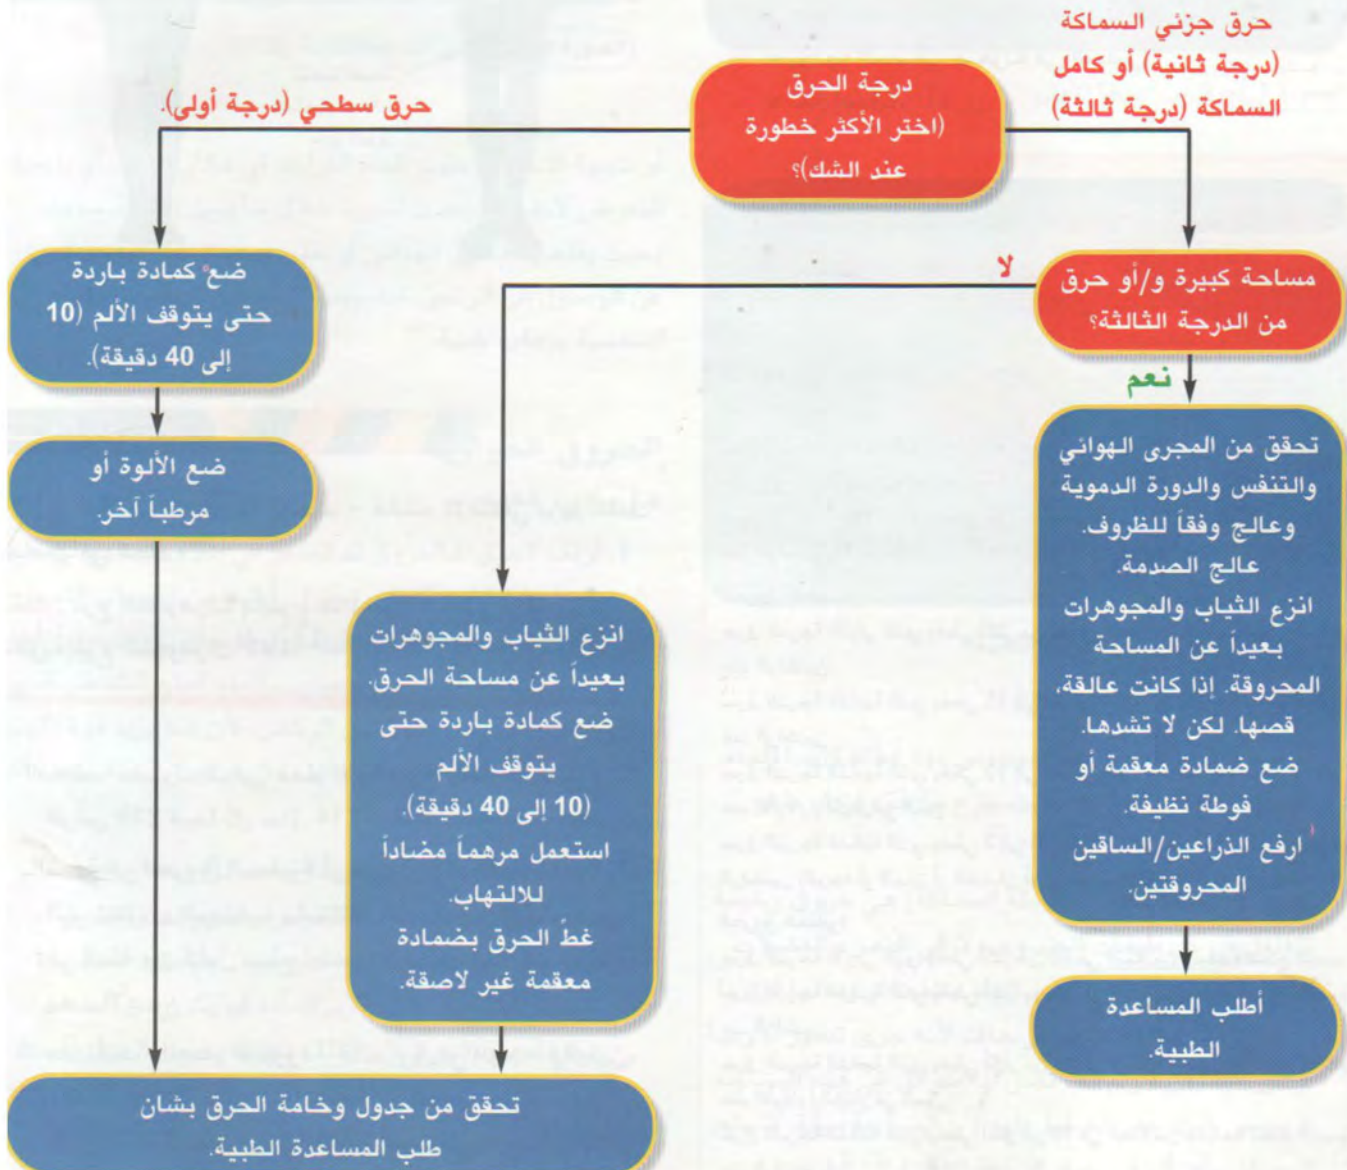 حرق جزئي السماكة
(درجة ثانية) أو كامل
السماكة (درجة ثالثة)
درجة الحرق
(اختر الأكثر خطورة
عند الشك)؟
حرق سطحي (درجة أولى).
مساحة كبيرة و/أو حرق
من الدرجة الثالثة؟
لا
نعم
ضع كمادة باردة
حتى يتوقف الألم (10
إلى 40 دقيقة).
ضع الألوة أو
مرطباً آخر.
تحقق من المجرى الهوائي
والتنفس والدورة الدموية
وعالج وفقاً للظروف.
عالج الصدمة.
انزع الثياب والمجوهرات
بعيداً عن المساحة
المحروقة. إذا كانت عالقة،
قصها. لكن لا تشدها.
ضع ضمادة معقمة أو
فوطة نظيفة.
ارفع الذراعين/الساقين
المحروقتين.
انزع الثياب والمجوهرات
بعيداً عن مساحة الحرق.
ضع كمادة باردة حتى
يتوقف الألم
(10 إلى 40 دقيقة).
استعمل مرهماً مضاداً
للالتهاب.
غط الحرق بضمادة
معقمة غير لاصقة.
أطلب المساعدة
الطبية.
تحقق من جدول وخامة الحرق بشان
طلب المساعدة الطبية.